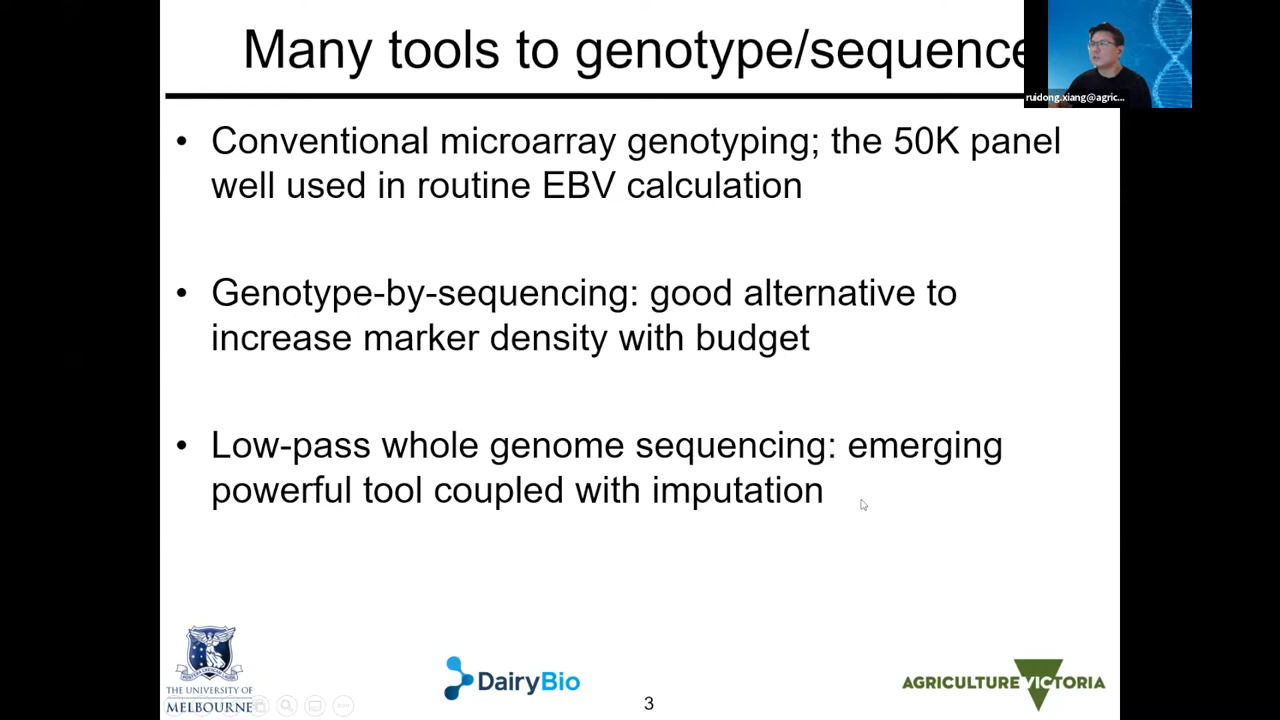 Many tools to genotype/sequence
ruidong.xiang@agric...
• Conventional microarray genotyping; the 50K panel
well used in routine EBV calculation
• Genotype-by-sequencing: good alternative to
increase marker density with budget
• Low-pass whole genome sequencing: emerging
powerful tool coupled with imputation
THE UNIVERSITY OF
MELBOURNE
DairyBio
AGRICULTURE VICTORIA
3